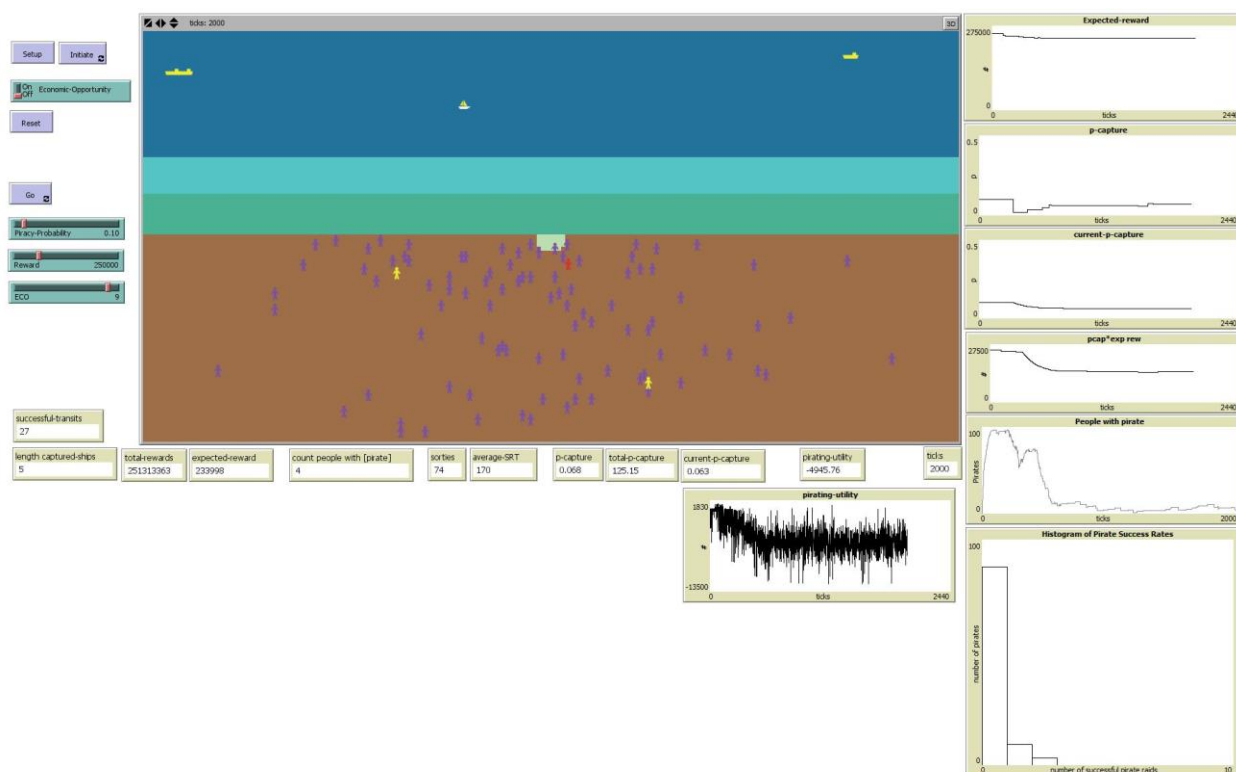 ticks: 2000
3D
Setup
Initiate
On
Off
Economic-Opportunity
Reset
Go
Piracy-Probability 0.10
Reward 250000
ECO 9
successful-transits
27
length captured-ships
5
total-rewards
251313363
expected-reward
233998
count people with [pirate]
4
sorties
74
average-SRT
170
p-capture
0.068
total-p-capture
125.15
current-p-capture
0.063
pirating-utility
-4945.76
ticks
2000
pirating-utility
1830
#
-13500
0
ticks
2440
Expected-reward
275000
#
0
0
ticks
2440
p-capture
0.5
p
0
0
ticks
2440
current-p-capture
0.5
p
0
0
ticks
2440
pcap*exp rew
27500
#
0
0
ticks
2440
People with pirate
100
Pirates
0
0
ticks
2000
Histogram of Pirate Success Rates
100
number of pirates
0
0
number of successful pirate raids
10